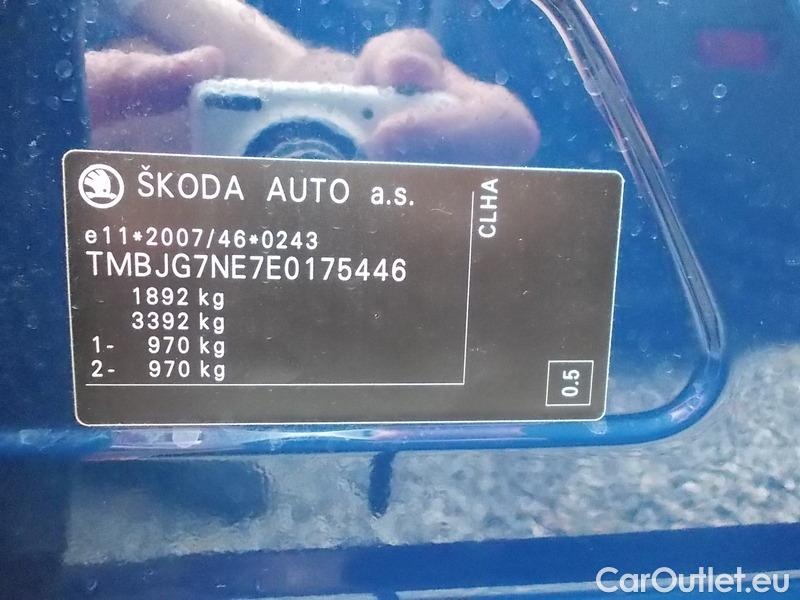 ŠKODA AUTO a.s.
e11*2007/46*0243
TMBJG7NE7E0175446
1892 kg
3392 kg
1- 970 kg
2- 970 kg
CLHA
0.5
CarOutlet.eu